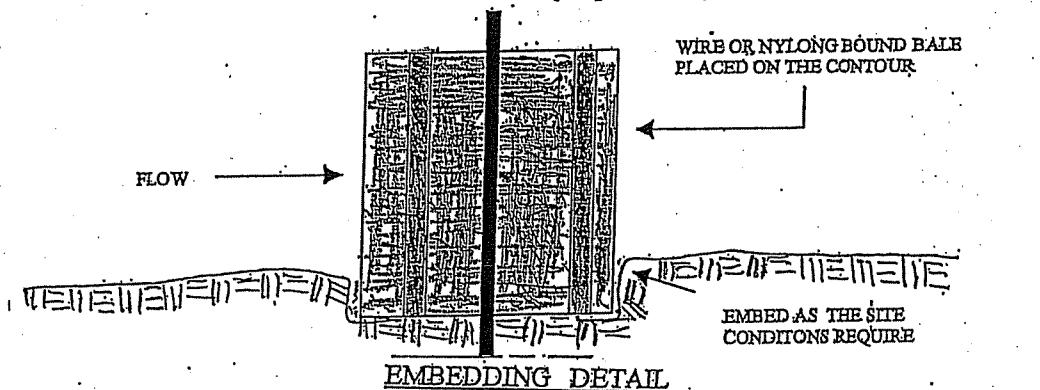 WIRE OR NYLONG BOUND BALE
PLACED ON THE CONTOUR
FLOW
EMBED AS THE SITE
CONDITONS REQUIRE
EMBEDDING DETAIL